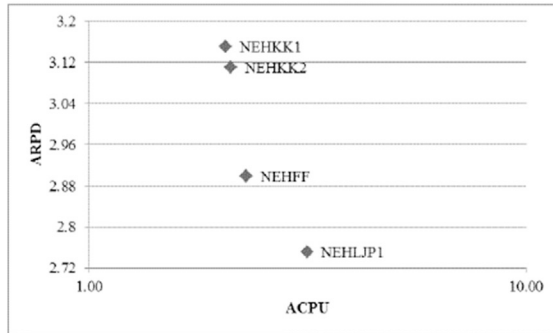 3.2
NEHKK1
3.12
NEHKK2
3.04
ARPD
2.96
2.88
NEHFF
2.8
NEHLJP1
2.72
1.00
10.00
ACPU